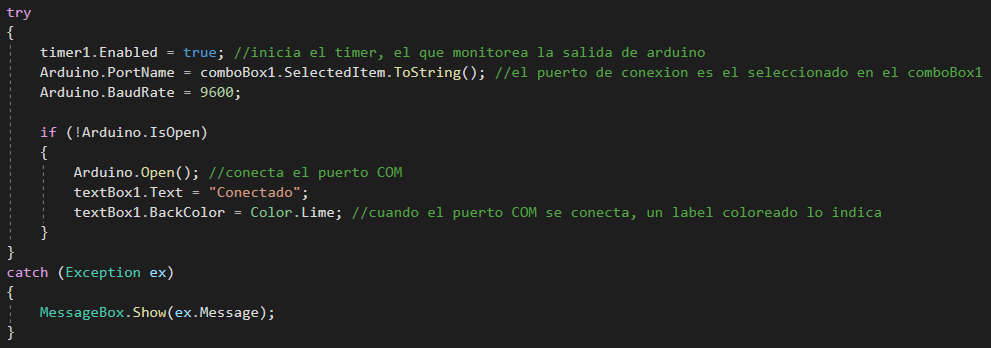 try
{
timer1.Enabled = true; //inicia el timer, el que monitorea la salida de arduino
Arduino.PortName = comboBox1.SelectedItem.ToString(); //el puerto de conexion es el seleccionado en el comboBox1
Arduino.BaudRate = 9600;
if (!Arduino.IsOpen)
{
Arduino.Open(); //conecta el puerto COM
textBox1.Text = "Conectado";
textBox1.BackColor = Color.Lime; //cuando el puerto COM se conecta, un label coloreado lo indica
}
}
catch (Exception ex)
{
MessageBox.Show(ex.Message);
}